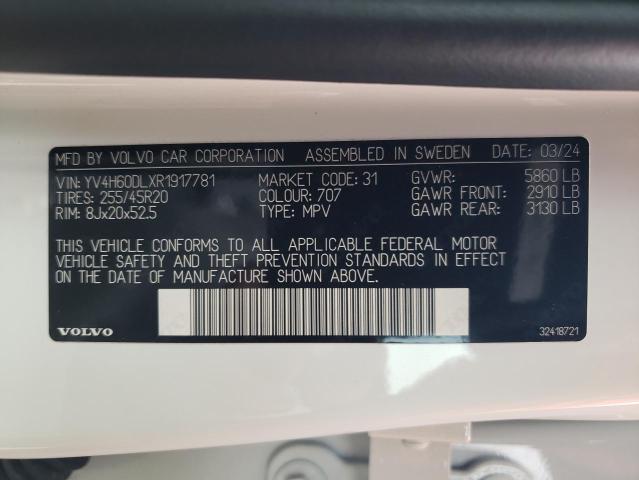 MFD BY VOLVO CAR CORPORATION ASSEMBLED IN SWEDEN DATE: 03/24
VIN: YV4H60DLXR1917781 MARKET CODE: 31 GVWR: 5860 LB
TIRES: 255/45R20 COLOUR: 707 GAWR FRONT: 2910 LB
RIM: 8Jx20x52.5 TYPE: MPV GAWR REAR: 3130 LB
THIS VEHICLE CONFORMS TO ALL APPLICABLE FEDERAL MOTOR
VEHICLE SAFETY AND THEFT PREVENTION STANDARDS IN EFFECT
ON THE DATE OF MANUFACTURE SHOWN ABOVE.
VOLVO 32418721